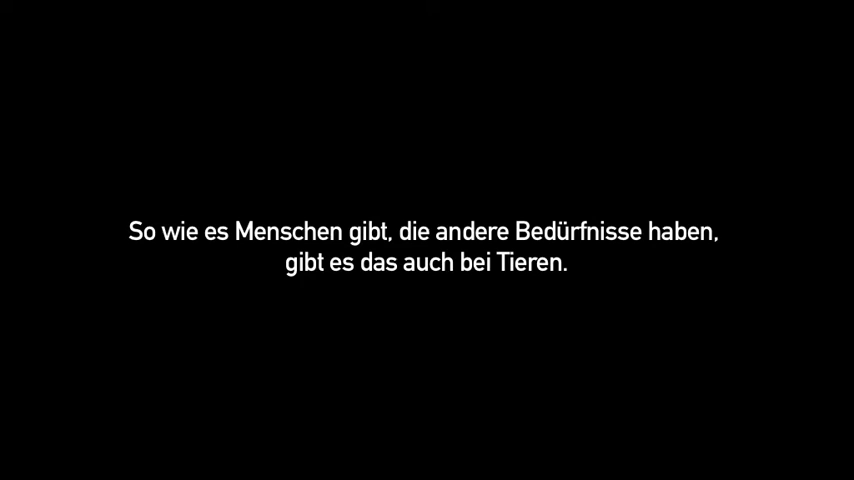 So wie es Menschen gibt, die andere Bedürfnisse haben,
gibt es das auch bei Tieren.